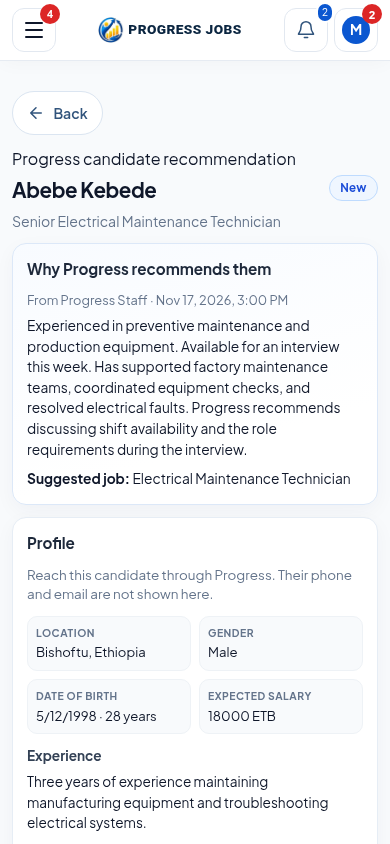 4
PROGRESS JOBS
2
M
2
Back
Progress candidate recommendation
Abebe Kebede
New
Senior Electrical Maintenance Technician
Why Progress recommends them
From Progress Staff · Nov 17, 2026, 3:00 PM
Experienced in preventive maintenance and
production equipment. Available for an interview
this week. Has supported factory maintenance
teams, coordinated equipment checks, and
resolved electrical faults. Progress recommends
discussing shift availability and the role
requirements during the interview.
Suggested job: Electrical Maintenance Technician
Profile
Reach this candidate through Progress. Their phone
and email are not shown here.
LOCATION
Bishoftu, Ethiopia
GENDER
Male
DATE OF BIRTH
5/12/1998 · 28 years
EXPECTED SALARY
18000 ETB
Experience
Three years of experience maintaining
manufacturing equipment and troubleshooting
electrical systems.